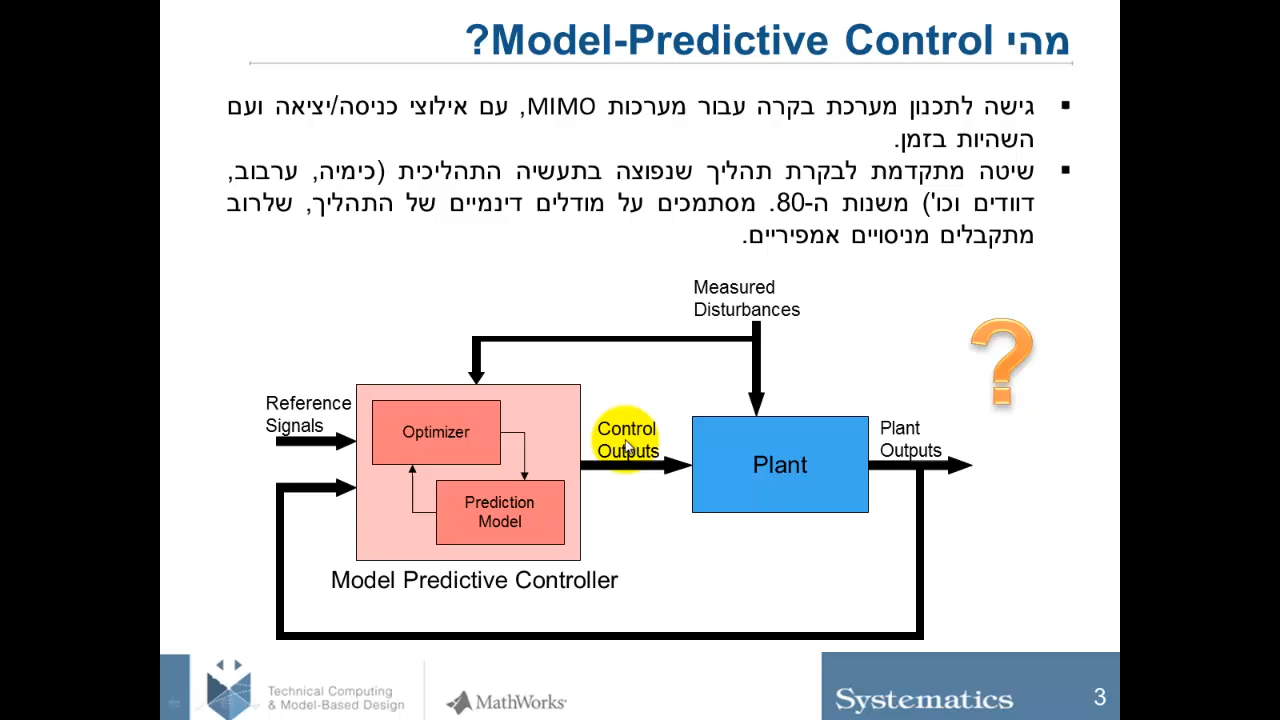 מהי Model-Predictive Control?
גישה לתכנון מערכת בקרה עבור מערכות MIMO, עם אילוצי כניסה/יציאה ועם
השהיות בזמן.
שיטה מתקדמת לבקרת תהליך שנפוצה בתעשיה התהליכית (כימיה, ערבוב,
דוודים וכו') משנות ה-80. מסתמכים על מודלים דינמיים של התהליך, שלרוב
מתקבלים מניסויים אמפיריים.
Measured
Disturbances
Reference
Signals
Optimizer
Prediction
Model
Model Predictive Controller
Control
Outputs
Plant
Plant
Outputs
Technical Computing
& Model-Based Design
MathWorks
Systematics
3